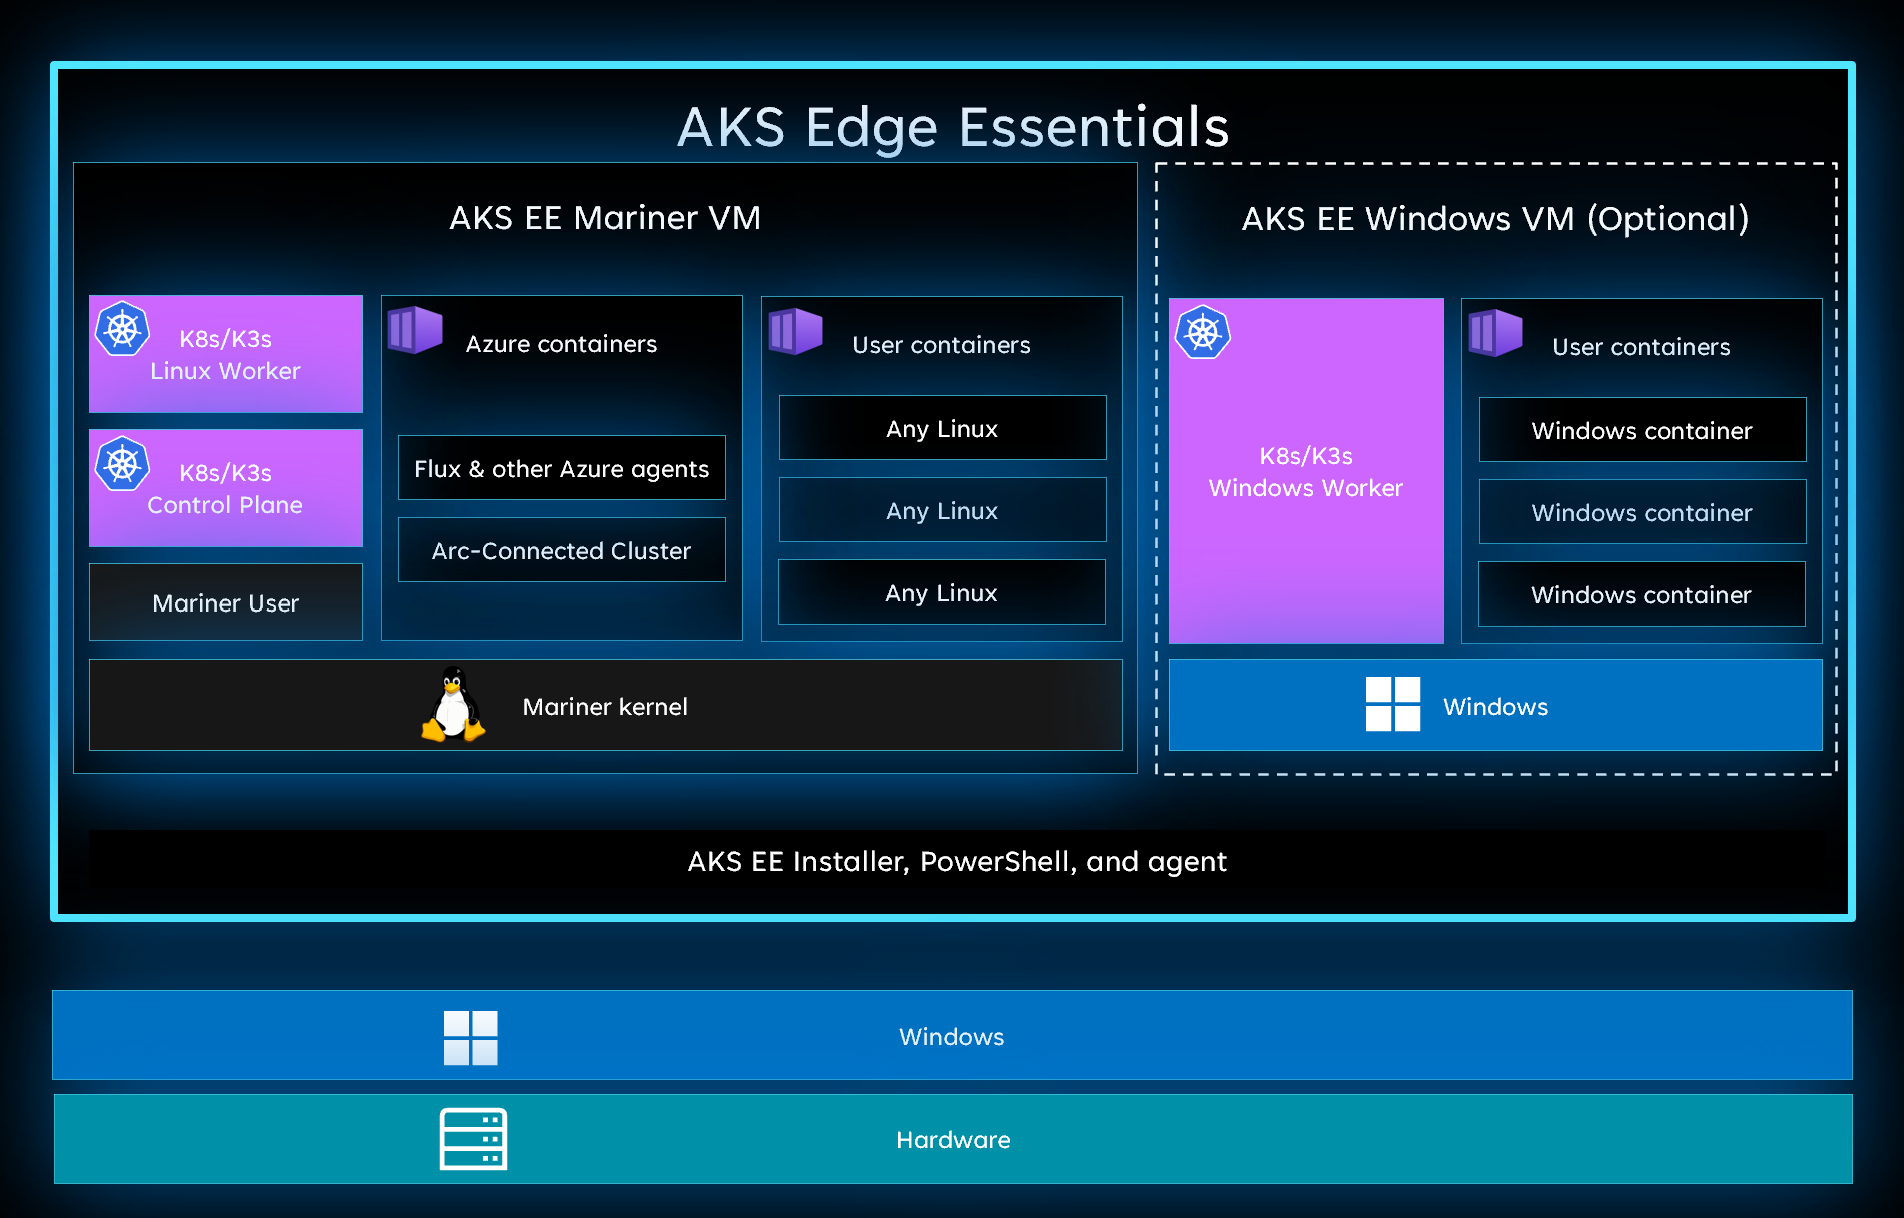 AKS Edge Essentials
AKS EE Mariner VM
K8s/K3s
Linux Worker
K8s/K3s
Control Plane
Mariner User
Azure containers
Flux & other Azure agents
Arc-Connected Cluster
User containers
Any Linux
Any Linux
Any Linux
Mariner kernel
AKS EE Windows VM (Optional)
K8s/K3s
Windows Worker
User containers
Windows container
Windows container
Windows container
Windows
AKS EE Installer, PowerShell, and agent
Windows
Hardware